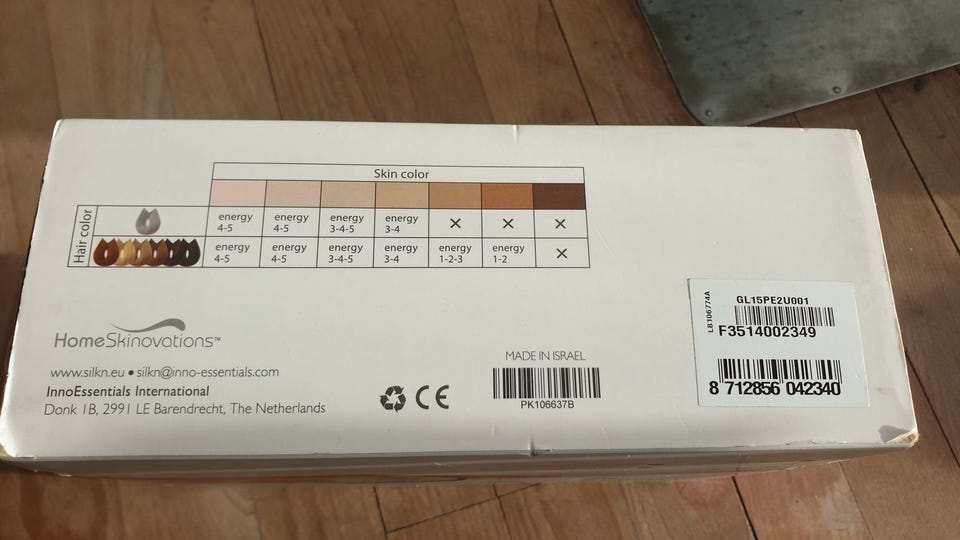 Skin color
Hair color
energy 4-5 energy 4-5 energy 3-4-5 energy 3-4 × × ×
energy 4-5 energy 4-5 energy 3-4-5 energy 3-4 energy 1-2-3 energy 1-2 ×
HomeSkinovations™
www.silkn.eu • silkn@inno-essentials.com
InnoEssentials International
Donk 1B, 2991 LE Barendrecht, The Netherlands
CE
MADE IN ISRAEL
PK106637B
LB106774A
GL15PE2U001
F3514002349
8 712856 042340